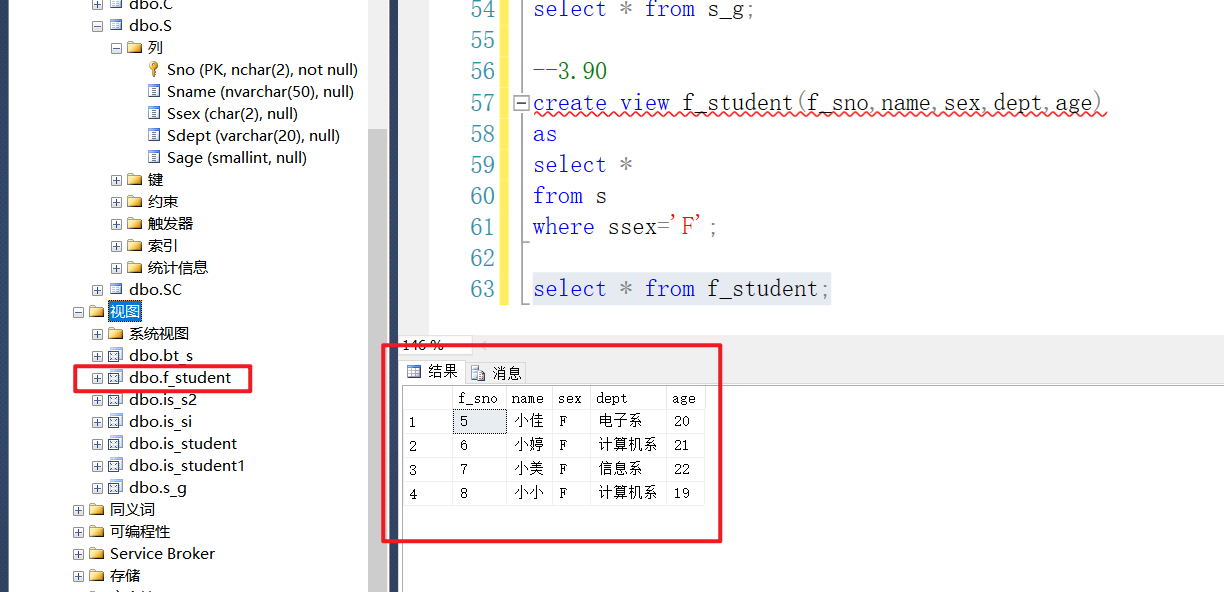 dbo.C
dbo.S
列
Sno (PK, nchar(2), not null)
Sname (nvarchar(50), null)
Ssex (char(2), null)
Sdept (varchar(20), null)
Sage (smallint, null)
键
约束
触发器
索引
统计信息
dbo.SC
视图
系统视图
dbo.bt_s
dbo.f_student
dbo.is_s2
dbo.is_si
dbo.is_student
dbo.is_student1
dbo.s_g
同义词
可编程性
Service Broker
存储
54 select * from s_g;
55
56 --3.90
57 create view f_student(f_sno,name,sex,dept,age)
58 as
59 select *
60 from s
61 where ssex='F';
62
63 select * from f_student;
146 %
结果 消息
f_sno name sex dept age
1 5 小佳 F 电子系 20
2 6 小婷 F 计算机系 21
3 7 小美 F 信息系 22
4 8 小小 F 计算机系 19